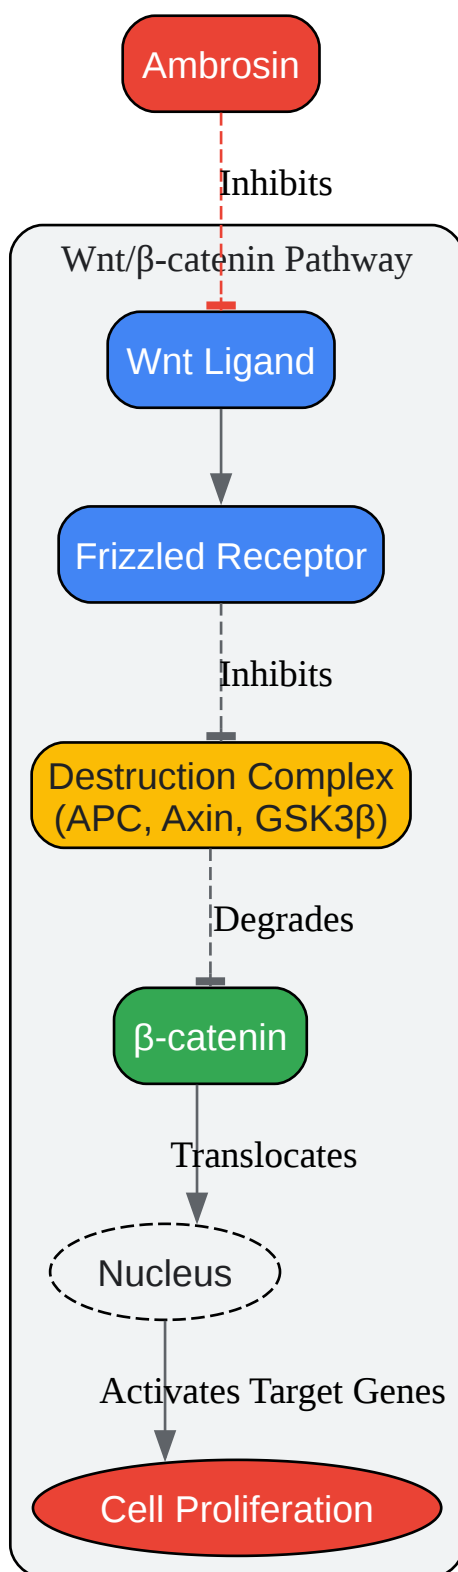 Ambrosin
Inhibits
Wnt/β-catenin Pathway
Wnt Ligand
Frizzled Receptor
Inhibits
Destruction Complex
(APC, Axin, GSK3β)
Degrades
β-catenin
Translocates
Nucleus
Activates Target Genes
Cell Proliferation